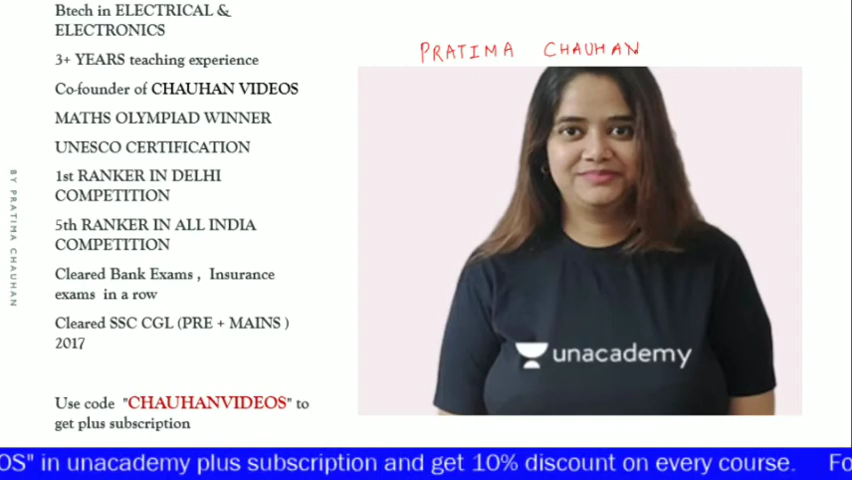 Btech in ELECTRICAL &
ELECTRONICS
3+ YEARS teaching experience
Co-founder of CHAUHAN VIDEOS
MATHS OLYMPIAD WINNER
UNESCO CERTIFICATION
1st RANKER IN DELHI
COMPETITION
5th RANKER IN ALL INDIA
COMPETITION
Cleared Bank Exams , Insurance
exams in a row
Cleared SSC CGL (PRE + MAINS )
2017
Use code "CHAUHANVIDEOS" to
get plus subscription
BY PRATIMA CHAUHAN
PRATIMA CHAUHAN
unacademy
OS" in unacademy plus subscription and get 10% discount on every course. Fo